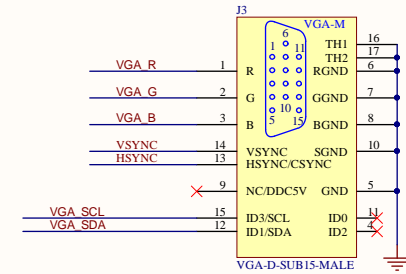 J3
VGA-M
6
1 11
10
5 15
VGA_R 1 R
VGA_G 2 G
VGA_B 3 B
VSYNC 14 VSYNC
HSYNC 13 HSYNC/CSYNC
9 NC/DDC5V
VGA_SCL 15 ID3/SCL
VGA_SDA 12 ID1/SDA
TH1 16
TH2 17
RGND 6
GGND 7
BGND 8
SGND 10
GND 5
ID0 11
ID2 4
VGA-D-SUB15-MALE